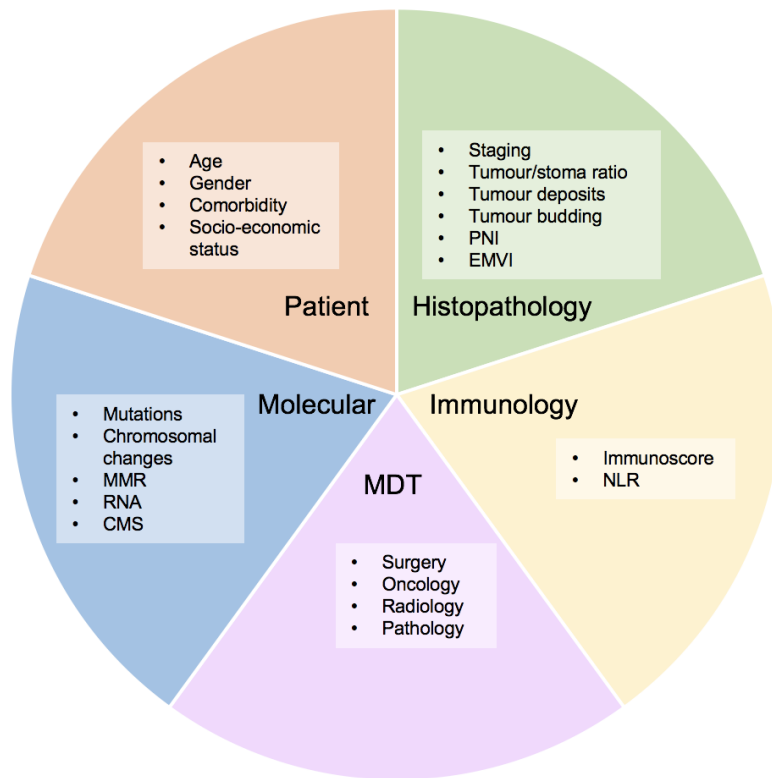 • Age
• Gender
• Comorbidity
• Socio-economic
status
Patient
• Staging
• Tumour/stoma ratio
• Tumour deposits
• Tumour budding
• PNI
• EMVI
Histopathology
Molecular
• Mutations
• Chromosomal
changes
• MMR
• RNA
• CMS
Immunology
• Immunoscore
• NLR
MDT
• Surgery
• Oncology
• Radiology
• Pathology